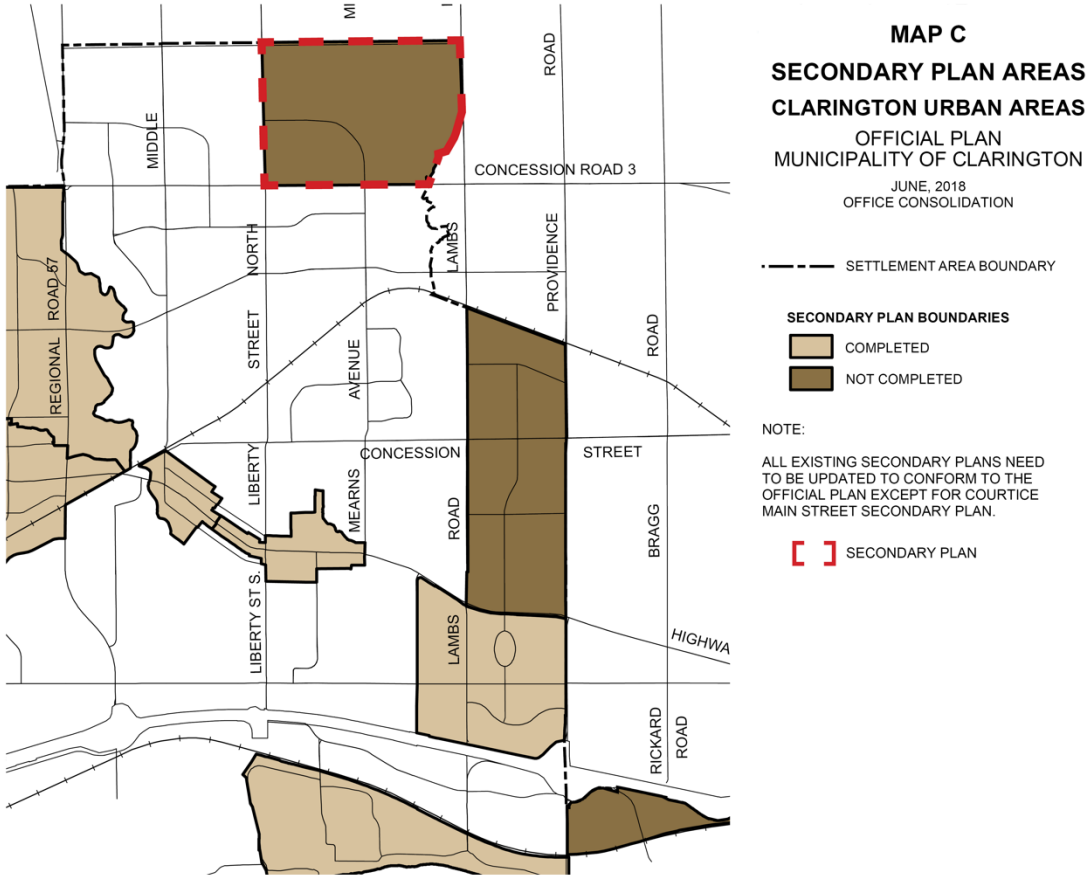 MI
ROAD
MIDDLE
CONCESSION ROAD 3
NORTH
LAMBS
PROVIDENCE
REGIONAL ROAD 57
STREET
ROAD
AVENUE
CONCESSION
STREET
LIBERTY
MEARNS
ROAD
BRAGG
LIBERTY ST S.
LAMBS
HIGHWA
RICKARD
ROAD
MAP C
SECONDARY PLAN AREAS
CLARINGTON URBAN AREAS
OFFICIAL PLAN
MUNICIPALITY OF CLARINGTON
JUNE, 2018
OFFICE CONSOLIDATION
SETTLEMENT AREA BOUNDARY
SECONDARY PLAN BOUNDARIES
COMPLETED
NOT COMPLETED
NOTE:
ALL EXISTING SECONDARY PLANS NEED
TO BE UPDATED TO CONFORM TO THE
OFFICIAL PLAN EXCEPT FOR COURTICE
MAIN STREET SECONDARY PLAN.
SECONDARY PLAN